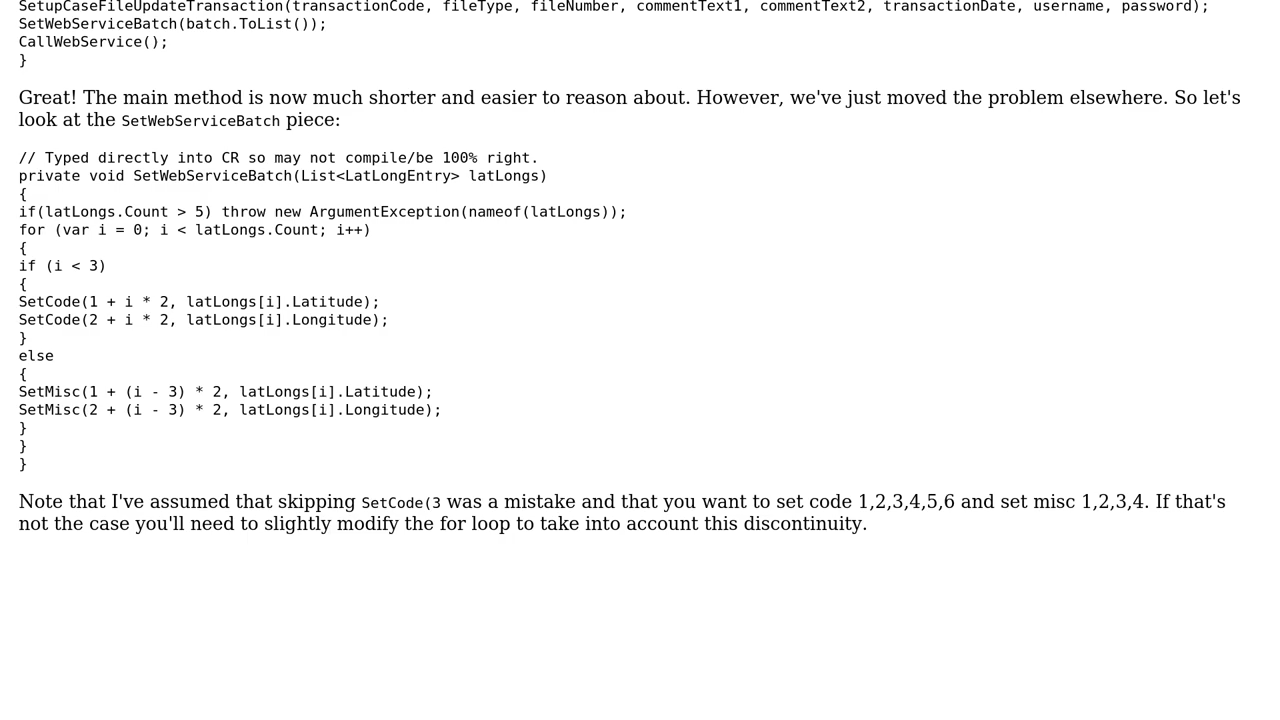 SetupCaseFileUpdateTransaction(transactionCode, fileType, fileNumber, commentText1, commentText2, transactionDate, username, password);
SetWebServiceBatch(batch.ToList());
CallWebService();
}
Great! The main method is now much shorter and easier to reason about. However, we've just moved the problem elsewhere. So let's
look at the SetWebServiceBatch piece:
// Typed directly into CR so may not compile/be 100% right.
private void SetWebServiceBatch(List<LatLongEntry> latLongs)
{
if(latLongs.Count > 5) throw new ArgumentException(nameof(latLongs));
for (var i = 0; i < latLongs.Count; i++)
{
if (i < 3)
{
SetCode(1 + i * 2, latLongs[i].Latitude);
SetCode(2 + i * 2, latLongs[i].Longitude);
}
else
{
SetMisc(1 + (i - 3) * 2, latLongs[i].Latitude);
SetMisc(2 + (i - 3) * 2, latLongs[i].Longitude);
}
}
}
Note that I've assumed that skipping SetCode(3 was a mistake and that you want to set code 1,2,3,4,5,6 and set misc 1,2,3,4. If that's
not the case you'll need to slightly modify the for loop to take into account this discontinuity.